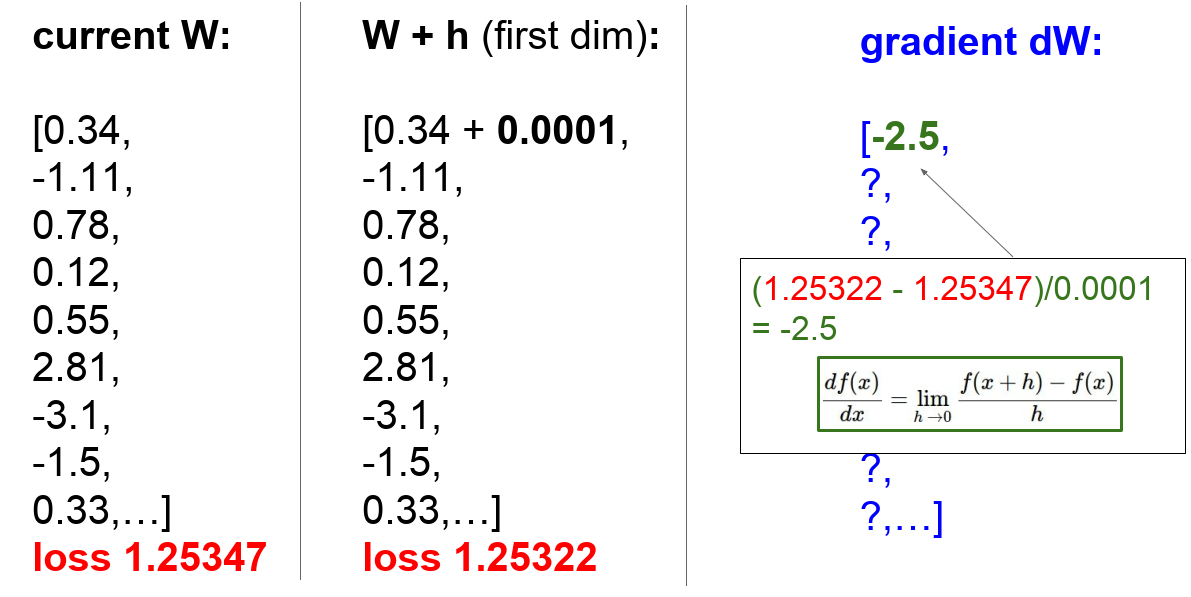 current W:
[0.34,
-1.11,
0.78,
0.12,
0.55,
2.81,
-3.1,
-1.5,
0.33,…]
loss 1.25347
W + h (first dim):
[0.34 + 0.0001,
-1.11,
0.78,
0.12,
0.55,
2.81,
-3.1,
-1.5,
0.33,…]
loss 1.25322
gradient dW:
[-2.5,
?,
?,
(1.25322 - 1.25347)/0.0001
= -2.5
df(x)/dx = lim h→0 f(x + h) − f(x)/h
?,
?,…]